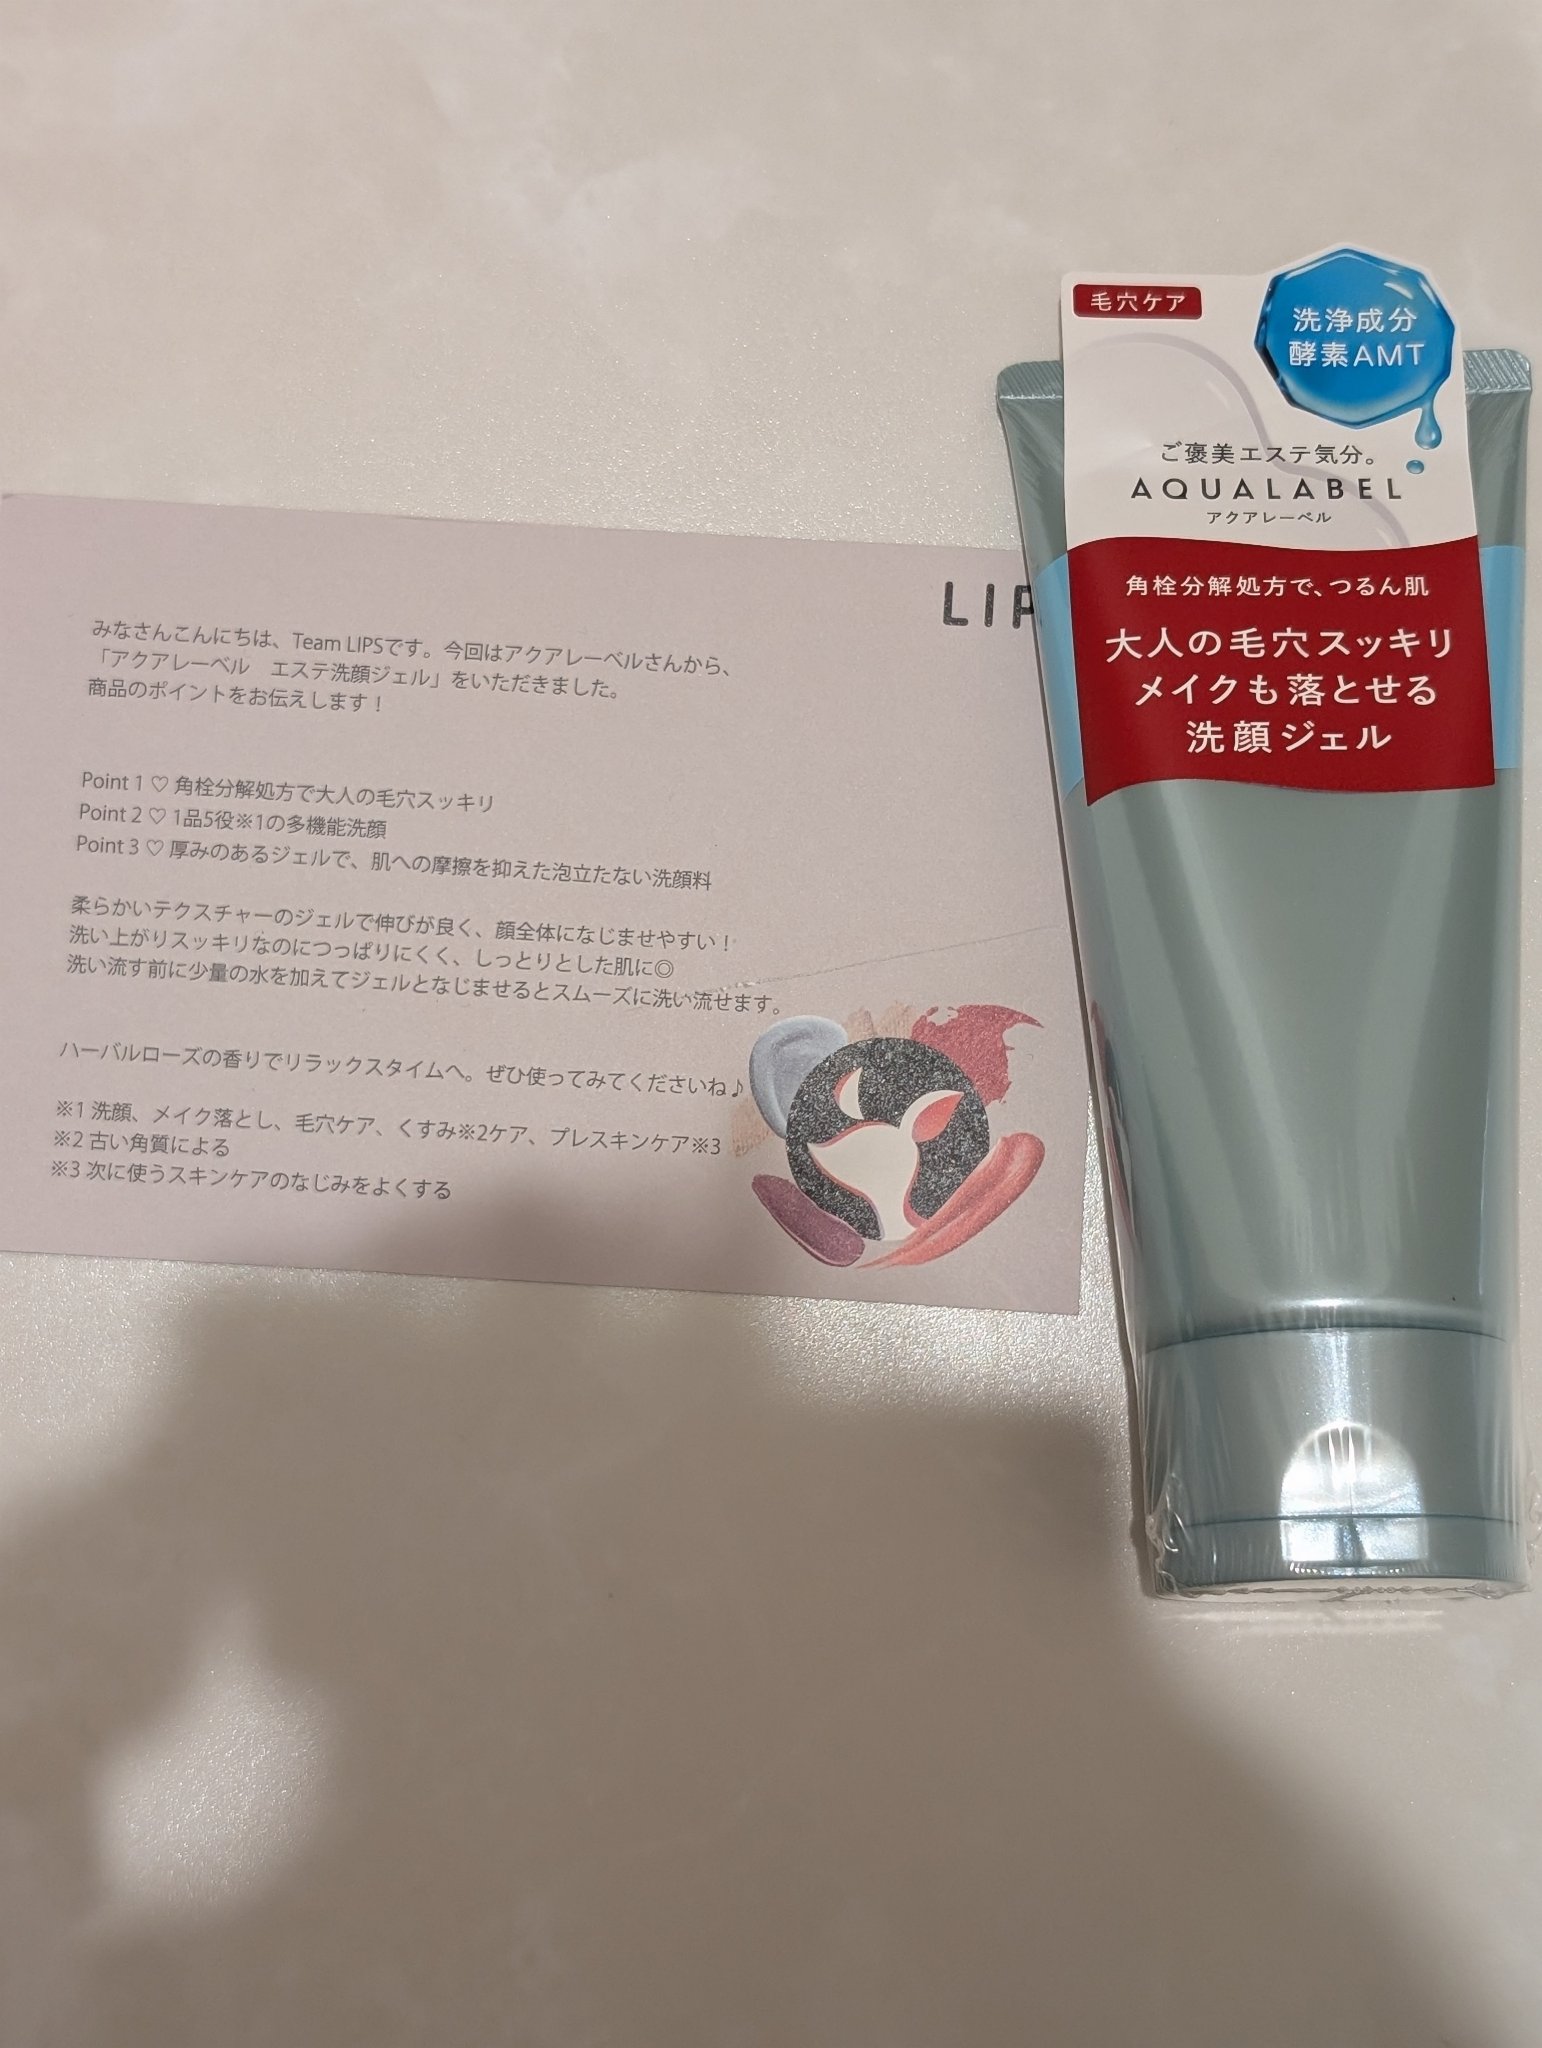 LIP
みなさんこんにちは、Team LIPSです。今回はアクアレーベルさんから、
「アクアレーベル　エステ洗顔ジェル」をいただきました。
商品のポイントをお伝えします！
Point 1 ♡ 角栓分解処方で大人の毛穴スッキリ
Point 2 ♡ 1品5役※1の多機能洗顔
Point 3 ♡ 厚みのあるジェルで、肌への摩擦を抑えた泡立たない洗顔料
柔らかいテクスチャーのジェルで伸びが良く、顔全体になじませやすい！
洗い上がりスッキリなのにつっぱりにくく、しっとりとした肌に◎
洗い流す前に少量の水を加えてジェルとなじませるとスムーズに洗い流せます。
ハーバルローズの香りでリラックスタイムへ。ぜひ使ってみてくださいね♪
※1 洗顔、メイク落とし、毛穴ケア、くすみ※2ケア、プレスキンケア※3
※2 古い角質による
※3 次に使うスキンケアのなじみをよくする
毛穴ケア
洗浄成分
酵素AMT
ご褒美エステ気分。
AQUALABEL
アクアレーベル
角栓分解処方で、つるん肌
大人の毛穴スッキリ
メイクも落とせる
洗顔ジェル